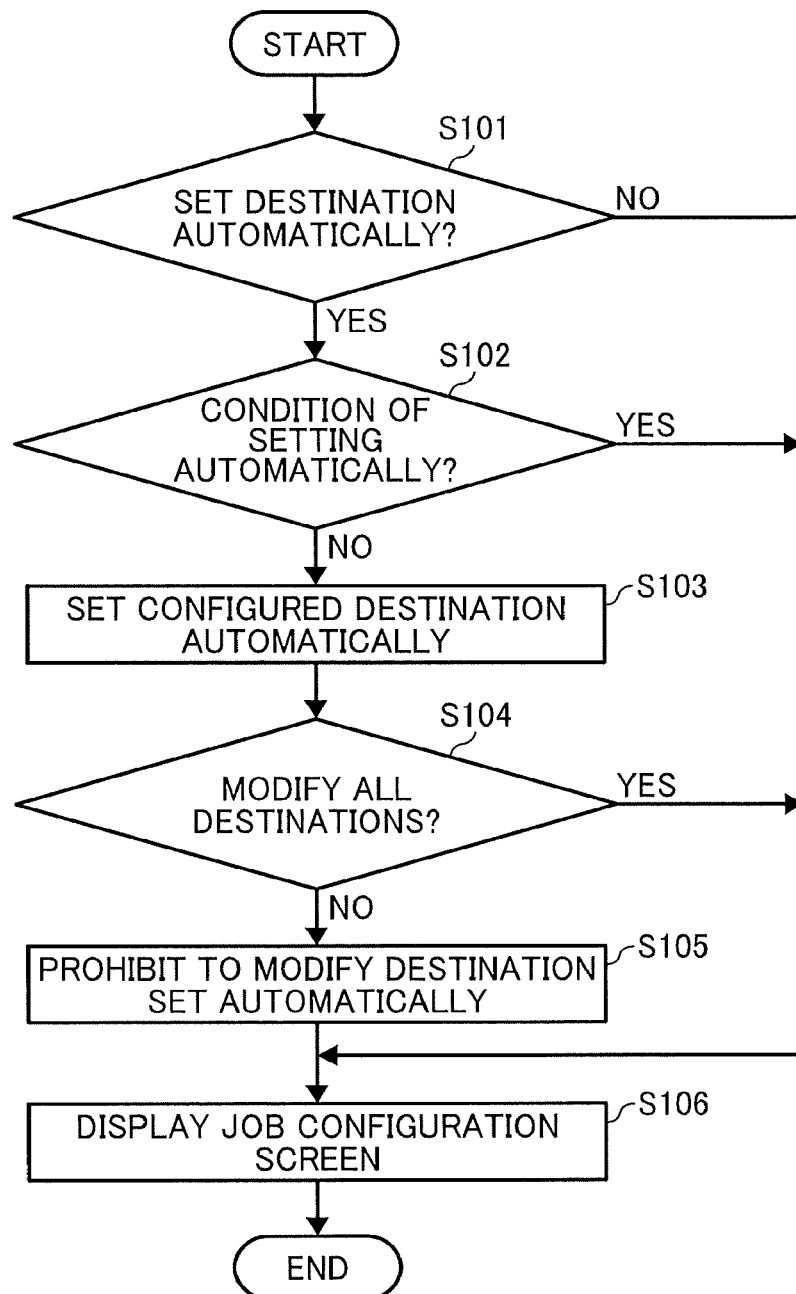 START
S101
SET DESTINATION
AUTOMATICALLY?
NO
YES
S102
CONDITION OF
SETTING
AUTOMATICALLY?
YES
NO
S103
SET CONFIGURED DESTINATION
AUTOMATICALLY
S104
MODIFY ALL
DESTINATIONS?
YES
NO
S105
PROHIBIT TO MODIFY DESTINATION
SET AUTOMATICALLY
S106
DISPLAY JOB CONFIGURATION
SCREEN
END